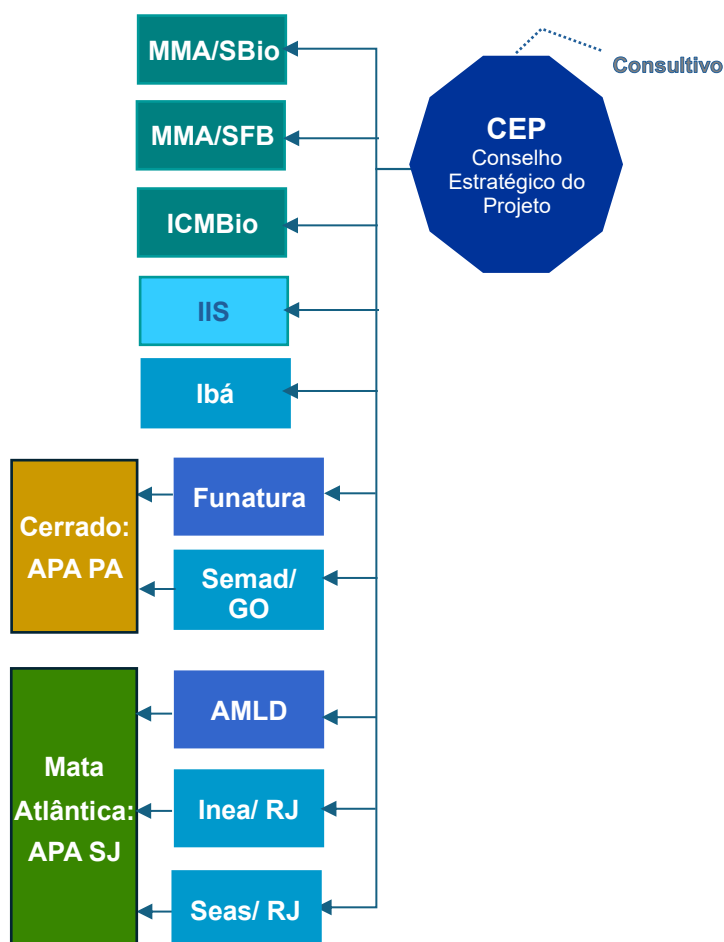 MMA/SBio
Consultivo
CEP
Conselho
Estratégico do
Projeto
MMA/SFB
ICMBio
IIS
Ibá
Cerrado:
APA PA
Funatura
Semad/
GO
Mata
Atlântica:
APA SJ
AMLD
Inea/ RJ
Seas/ RJ